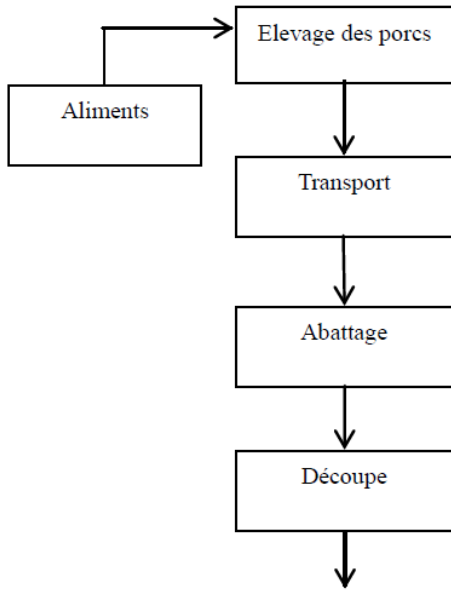 Elevage des porcs
Aliments
Transport
Abattage
Découpe